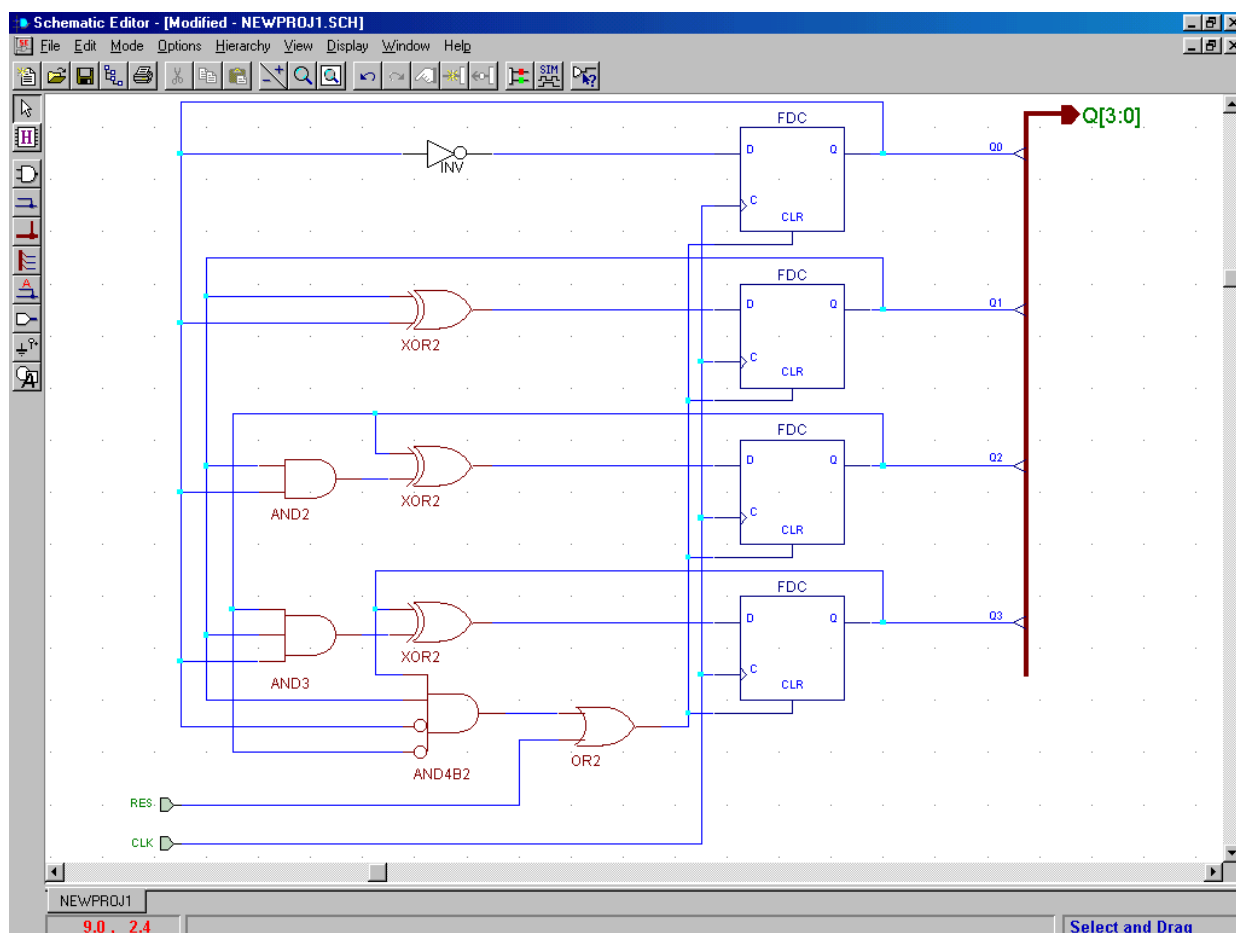 Schematic Editor - [Modified - NEWPROJ1.SCH]
File Edit Mode Options Hierarchy View Display Window Help
SIM
H
A
A
FDC
Q[3:0]
D Q
Q0
INV
C
CLR
FDC
D Q
Q1
XOR2
C
CLR
FDC
D Q
Q2
XOR2
AND2
C
CLR
FDC
D Q
Q3
XOR2
AND3
C
CLR
OR2
AND4B2
RES
CLK
NEWPROJ1
9.0 , 2.4 Select and Drag